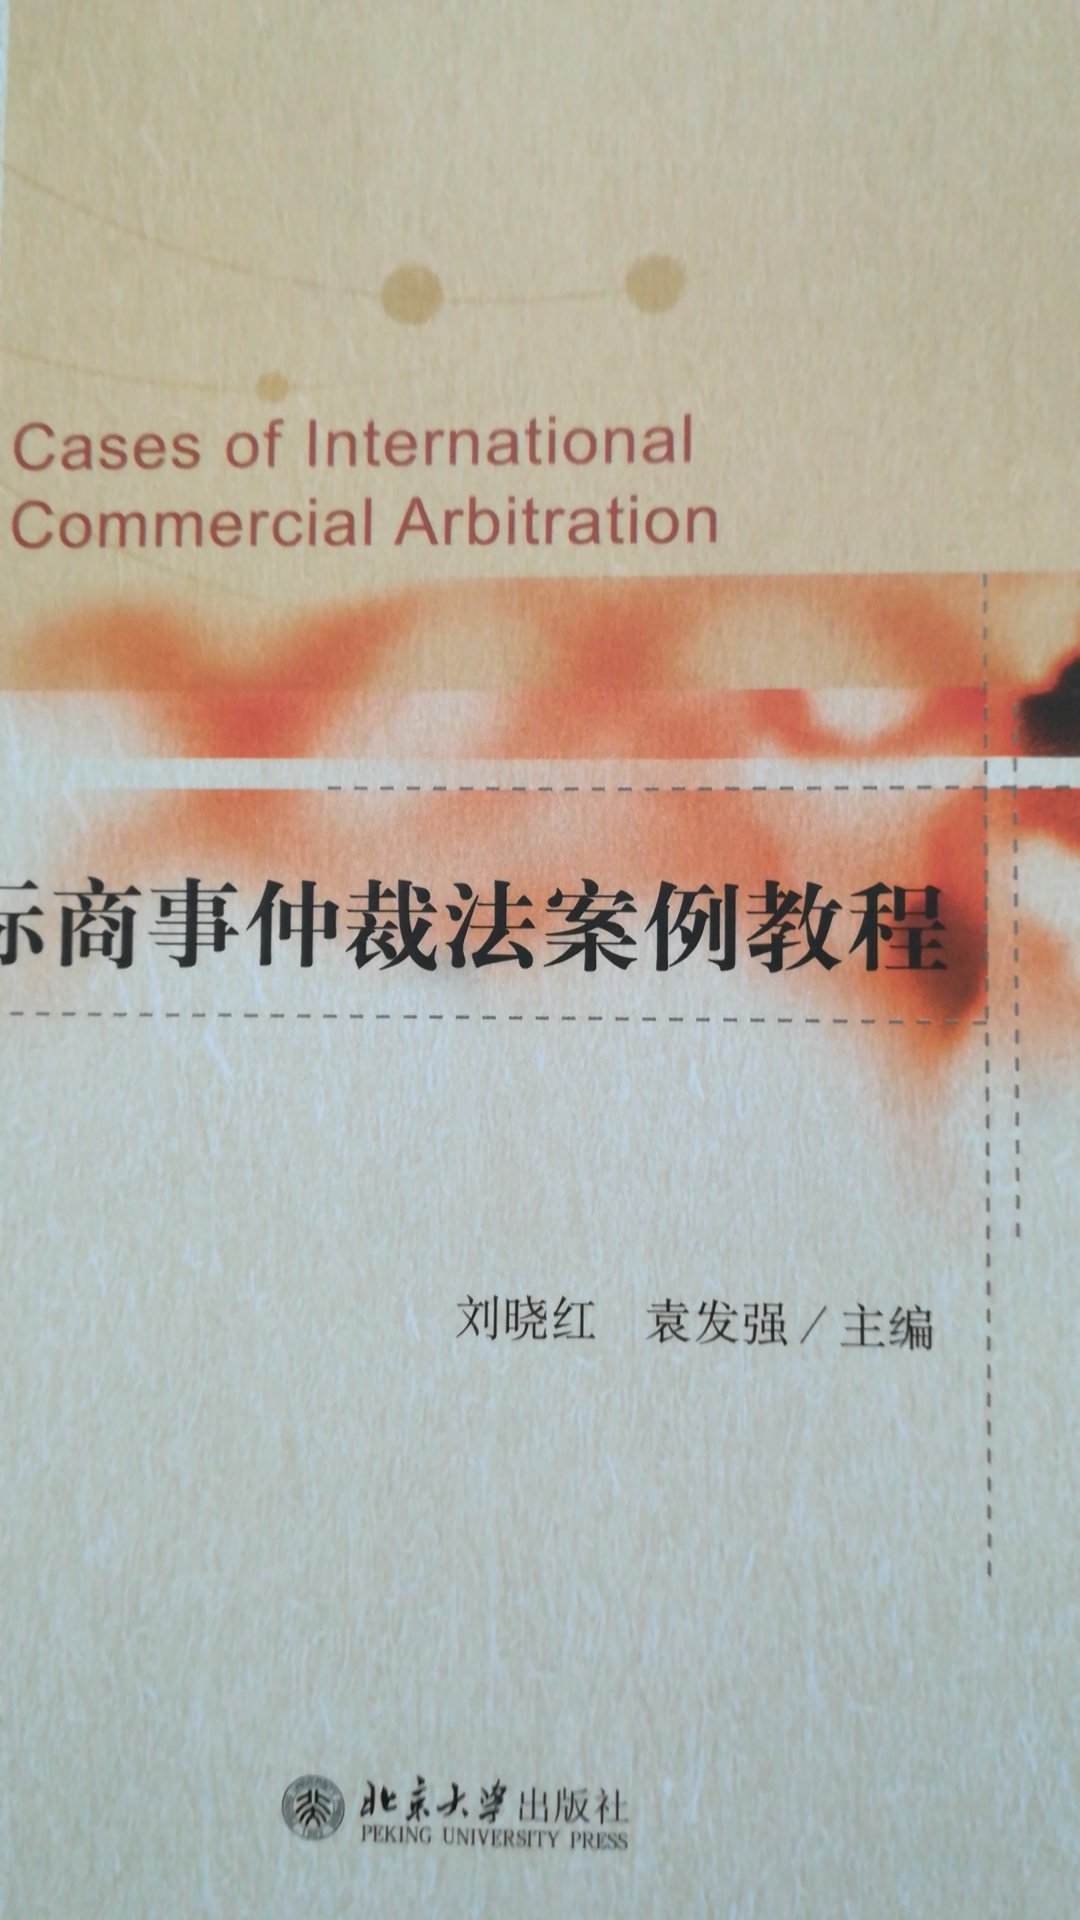 Cases of International
Commercial Arbitration
际商事仲裁法案例教程
刘晓红 袁发强/主编
北京大学出版社
PEKING UNIVERSITY PRESS